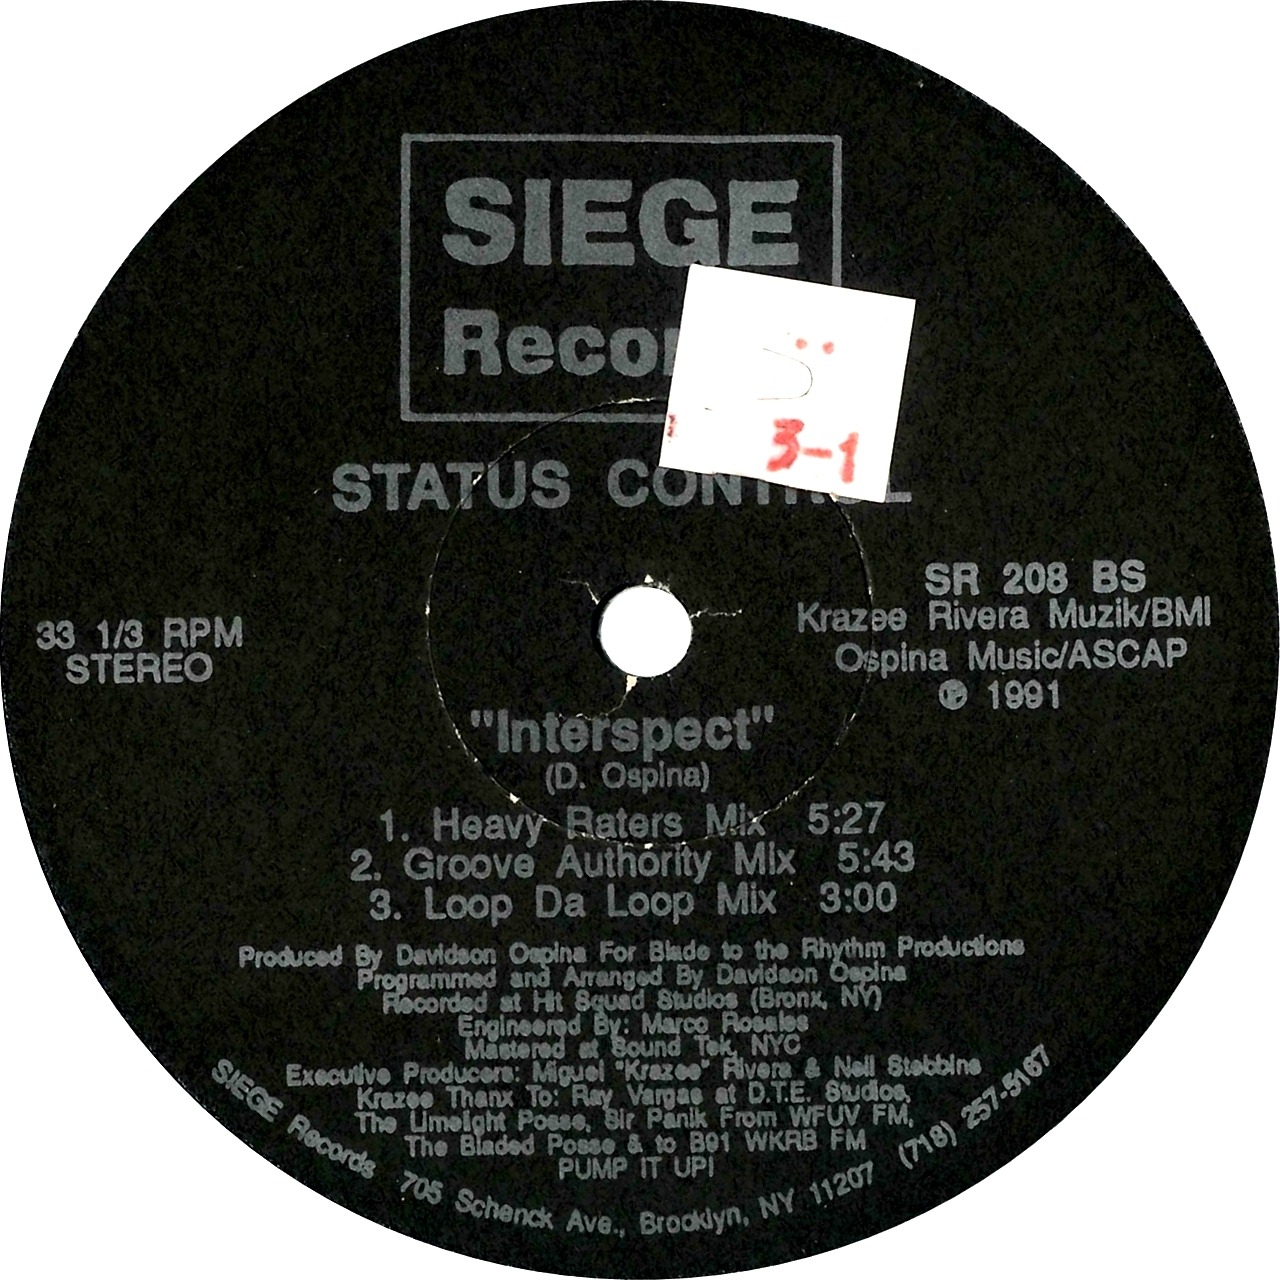 SIEGE
Recor
3-1
STATUS CONTROL
SR 208 BS
Krazee Rivera Muzik/BMI
Ospina Music/ASCAP
℗ 1991
33 1/3 RPM
STEREO
"Interspect"
(D. Ospina)
1. Heavy Raters Mix 5:27
2. Groove Authority Mix 5:43
3. Loop Da Loop Mix 3:00
Produced By Davidson Ospina For Blade to the Rhythm Productions
Programmed and Arranged By Davidson Ospina
Recorded at Hit Squad Studios (Bronx, NY)
Engineered By: Marco Rosales
Mastered at Sound Tek, NYC
Executive Producers: Miguel "Krazee" Rivera & Neil Stebbins
Krazee Thanx To: Ray Vargas at D.T.E. Studios,
The Limelight Posse, Sir Panik From WFUV FM,
The Bladed Posse & to B91 WKRB FM
PUMP IT UP!
SIEGE Records 705 Schenck Ave., Brooklyn, NY 11207 (718) 257-5167